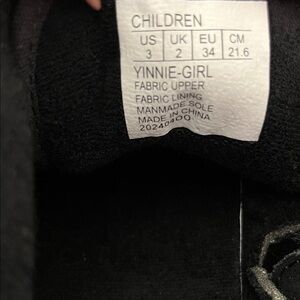 CHILDREN
US UK EU CM
3 2 34 21.6
YINNIE-GIRL
FABRIC UPPER
FABRIC LINING
MANMADE SOLE
MADE IN CHINA
20240400